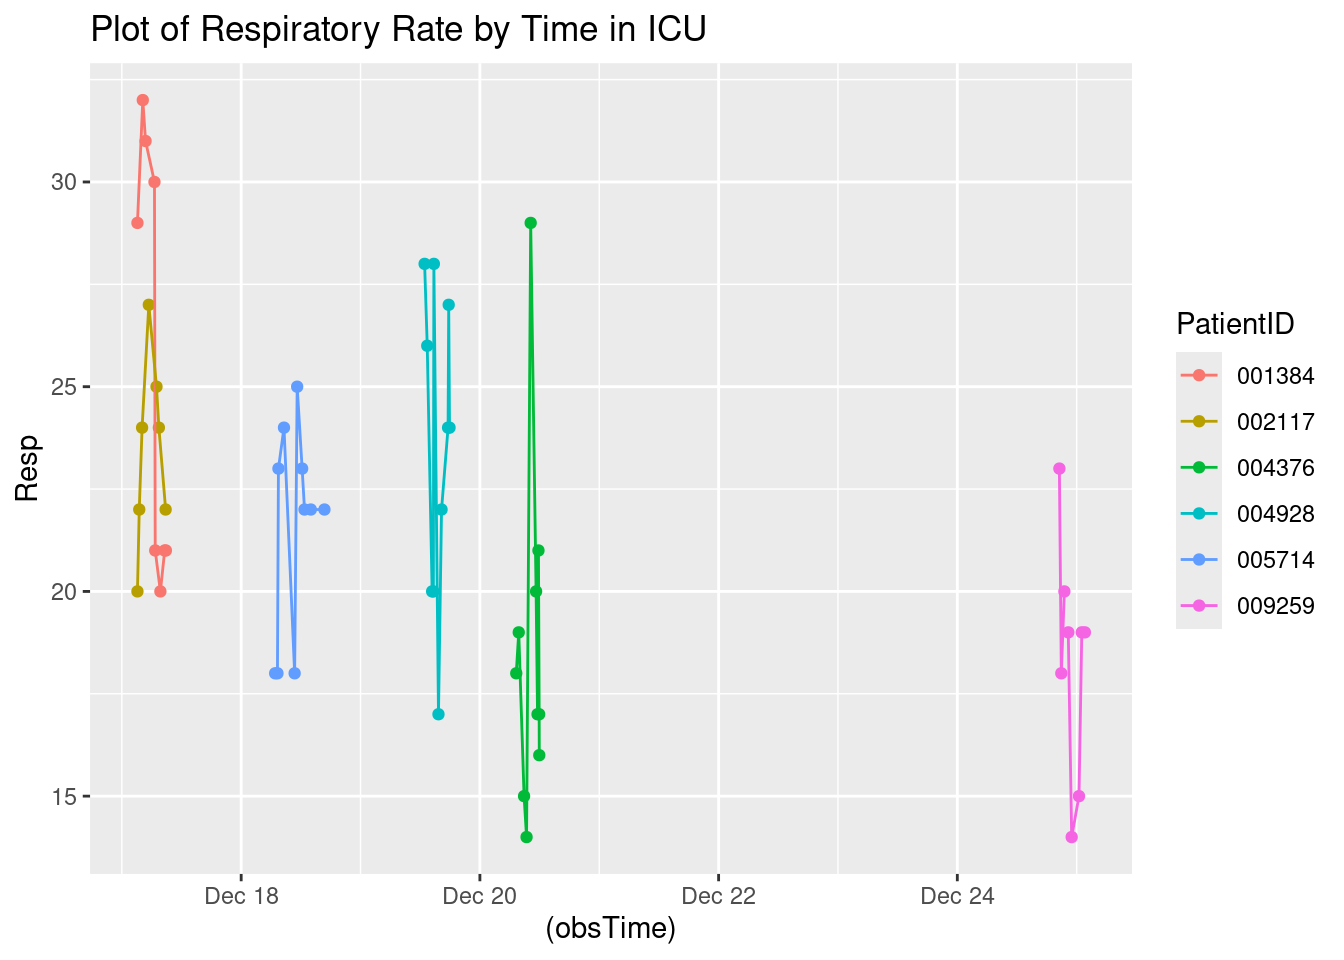 Plot of Respiratory Rate by Time in ICU
Resp
30
25
20
15
Dec 18
Dec 20
Dec 22
Dec 24
(obsTime)
PatientID
001384
002117
004376
004928
005714
009259